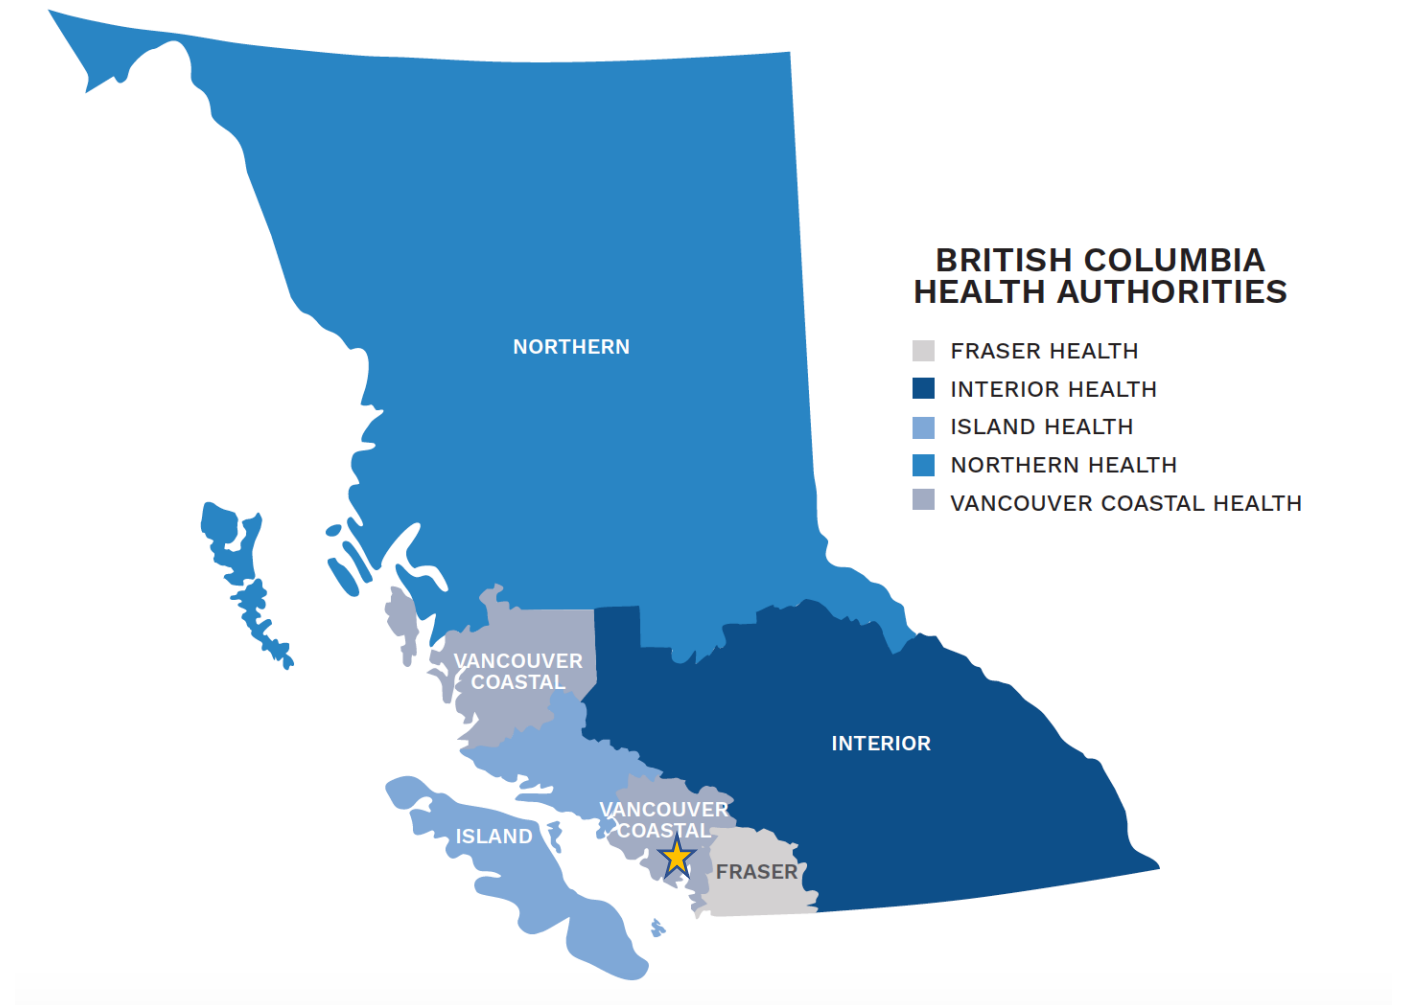 BRITISH COLUMBIA
HEALTH AUTHORITIES
FRASER HEALTH
INTERIOR HEALTH
ISLAND HEALTH
NORTHERN HEALTH
VANCOUVER COASTAL HEALTH
NORTHERN
VANCOUVER
COASTAL
INTERIOR
VANCOUVER
COASTAL
ISLAND
FRASER